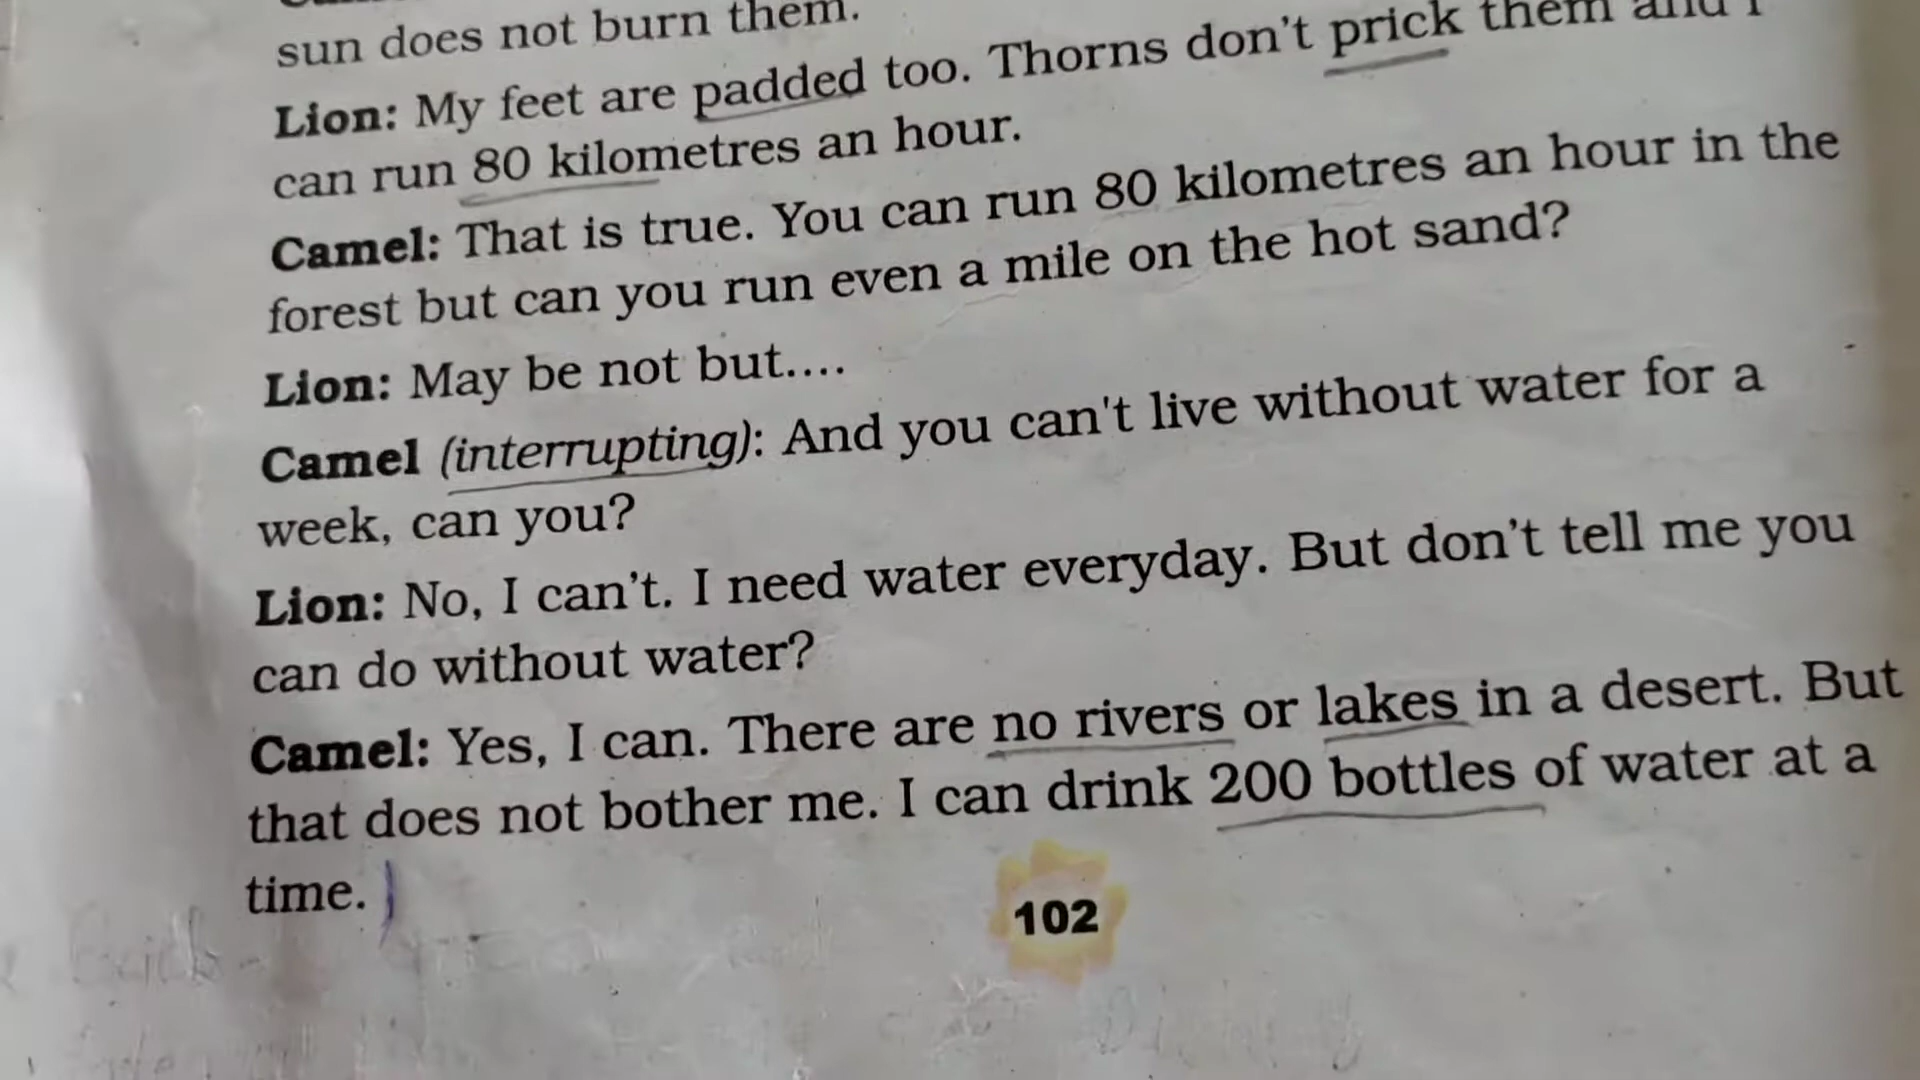 sun does not burn them.
Lion: My feet are padded too. Thorns don't prick them and I
can run 80 kilometres an hour.
Camel: That is true. You can run 80 kilometres an hour in the
forest but can you run even a mile on the hot sand?
Lion: May be not but....
Camel (interrupting): And you can't live without water for a
week, can you?
Lion: No, I can't. I need water everyday. But don't tell me you
can do without water?
Camel: Yes, I can. There are no rivers or lakes in a desert. But
that does not bother me. I can drink 200 bottles of water at a
time.
102